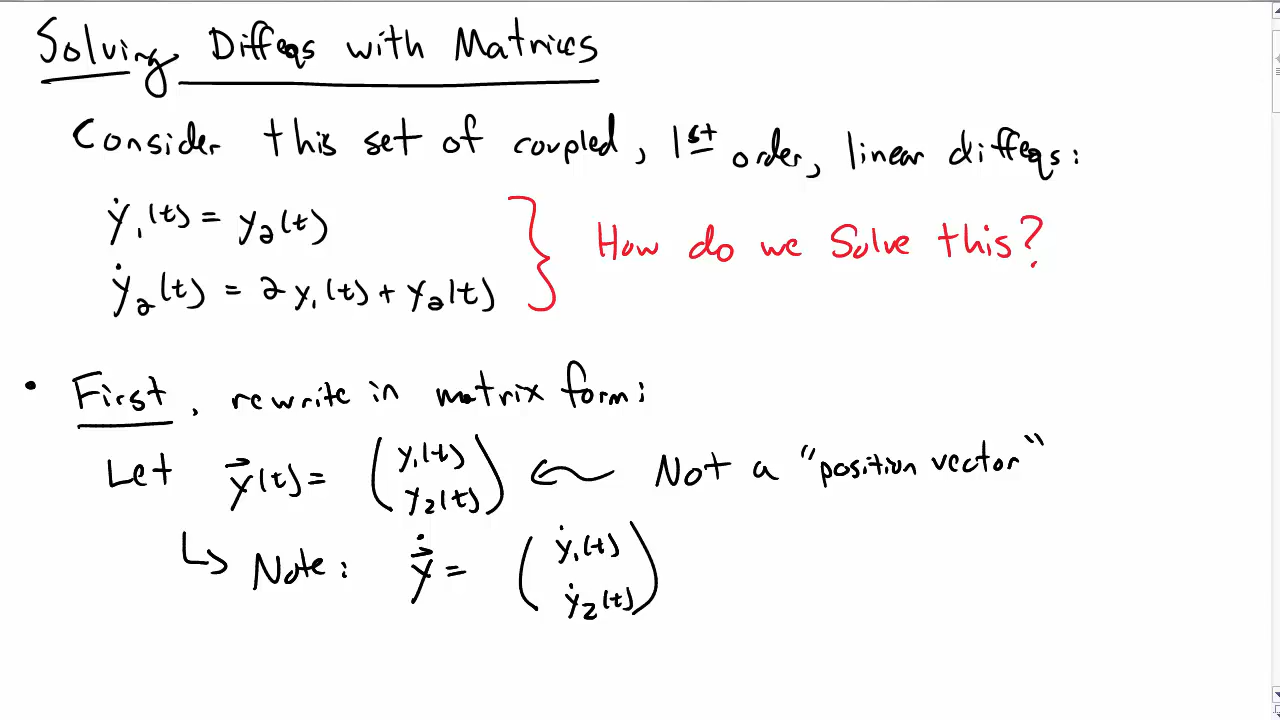 Solving Diffeqs with Matrices
Consider this set of coupled, 1st order, linear diffeqs:
ẏ₁(t) = y₂(t)
ẏ₂(t) = 2y₁(t) + y₂(t)
} How do we solve this?
• First, rewrite in matrix form:
Let y⃗(t) = (y₁(t) y₂(t)) ← Not a "position vector"
↳ Note: y⃗̇ = (ẏ₁(t) ẏ₂(t))